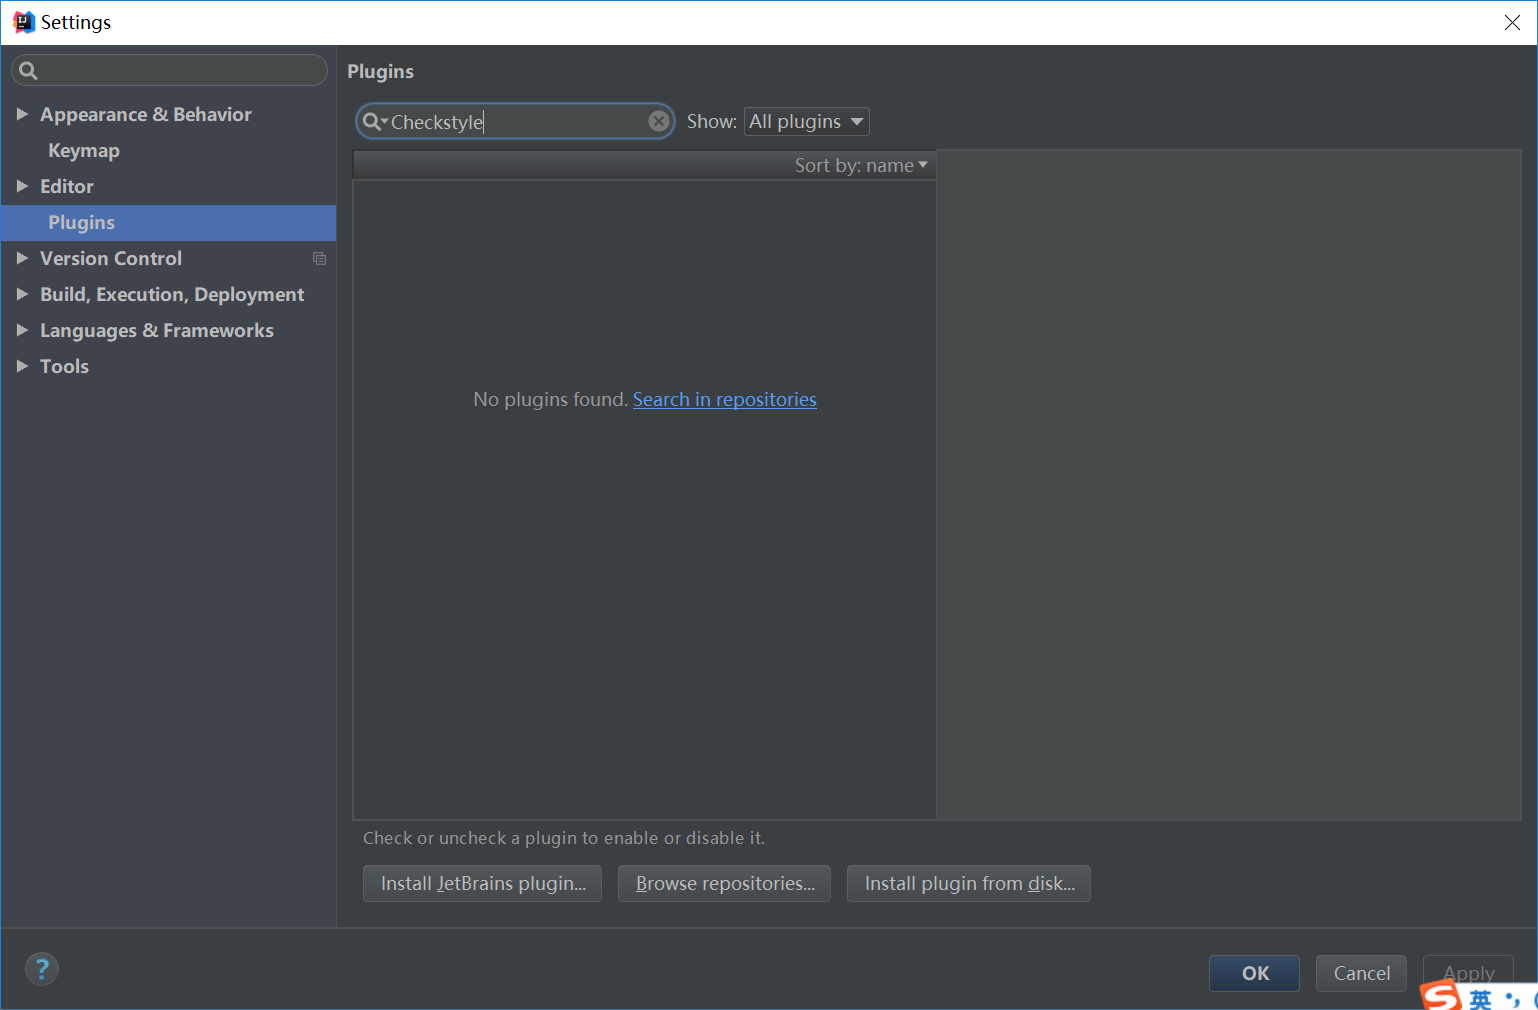 Settings
Plugins
Appearance & Behavior
Checkstyle
Show: All plugins
Keymap
Sort by: name
Editor
Plugins
Version Control
Build, Execution, Deployment
Languages & Frameworks
Tools
No plugins found. Search in repositories
Check or uncheck a plugin to enable or disable it.
Install JetBrains plugin...
Browse repositories...
Install plugin from disk...
?
OK
Cancel
Apply
英